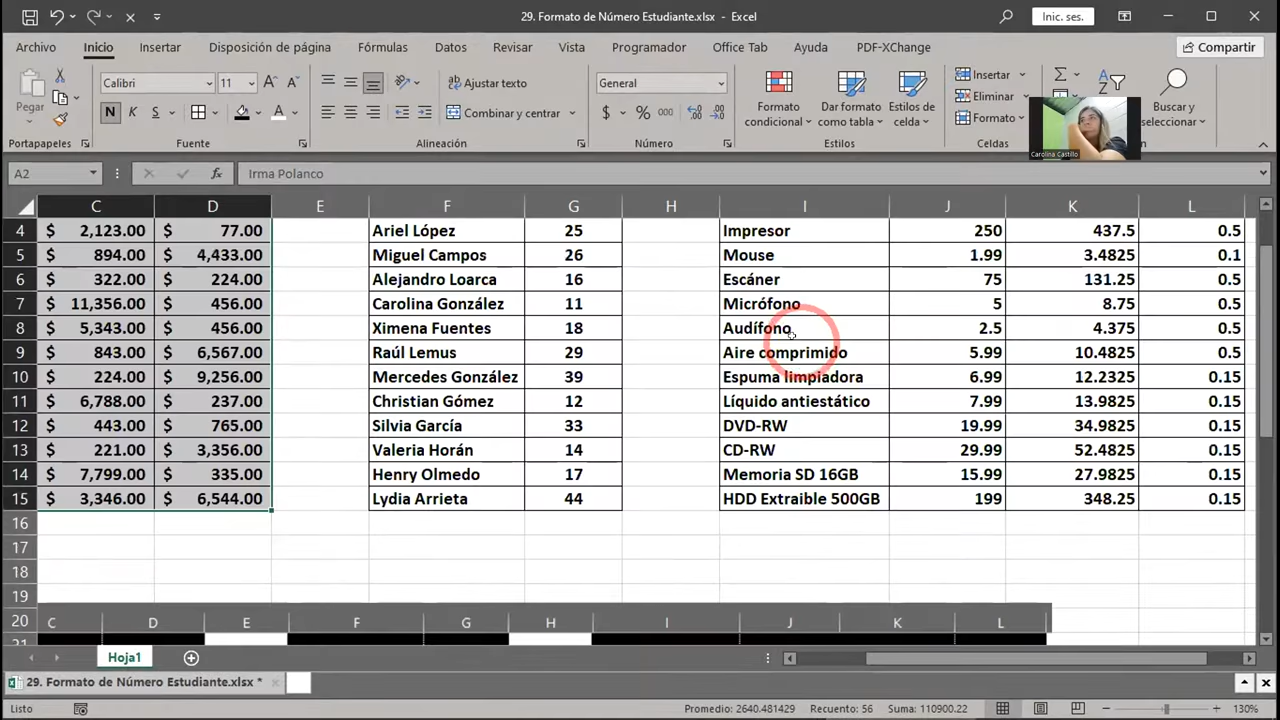 29. Formato de Número Estudiante.xlsx - Excel
Inic. ses.
Archivo Inicio Insertar Disposición de página Fórmulas Datos Revisar Vista Programador Office Tab Ayuda PDF-XChange Compartir
Pegar
Calibri 11
N K S
Ajustar texto
Combinar y centrar
General
$ % 000
Formato condicional
Dar formato como tabla
Estilos de celda
Insertar
Eliminar
Formato
Buscar y seleccionar
Carolina Castillo
Portapapeles Fuente Alineación Número Estilos Celdas
A2 fx Irma Polanco
C D E F G H I J K L
4 $ 2,123.00 $ 77.00 Ariel López 25 Impresor 250 437.5 0.5
5 $ 894.00 $ 4,433.00 Miguel Campos 26 Mouse 1.99 3.4825 0.1
6 $ 322.00 $ 224.00 Alejandro Loarca 16 Escáner 75 131.25 0.5
7 $ 11,356.00 $ 456.00 Carolina González 11 Micrófono 5 8.75 0.5
8 $ 5,343.00 $ 456.00 Ximena Fuentes 18 Audífono 2.5 4.375 0.5
9 $ 843.00 $ 6,567.00 Raúl Lemus 29 Aire comprimido 5.99 10.4825 0.5
10 $ 224.00 $ 9,256.00 Mercedes González 39 Espuma limpiadora 6.99 12.2325 0.15
11 $ 6,788.00 $ 237.00 Christian Gómez 12 Líquido antiestático 7.99 13.9825 0.15
12 $ 443.00 $ 765.00 Silvia García 33 DVD-RW 19.99 34.9825 0.15
13 $ 221.00 $ 3,356.00 Valeria Horán 14 CD-RW 29.99 52.4825 0.15
14 $ 7,799.00 $ 335.00 Henry Olmedo 17 Memoria SD 16GB 15.99 27.9825 0.15
15 $ 3,346.00 $ 6,544.00 Lydia Arrieta 44 HDD Extraible 500GB 199 348.25 0.15
16
17
18
19
20 C D E F G H I J K L
21
Hoja1
29. Formato de Número Estudiante.xlsx *
Listo Promedio: 2640.481429 Recuento: 56 Suma: 110900.22 130%